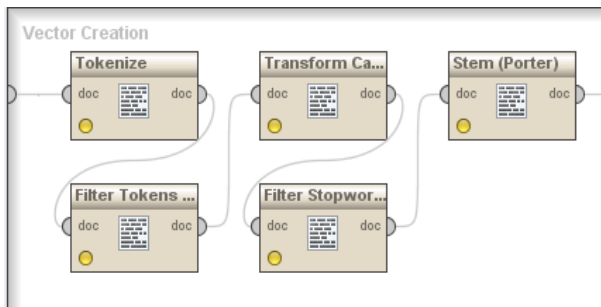 Vector Creation
Tokenize
doc doc
Transform Ca...
doc doc
Stem (Porter)
doc doc
Filter Tokens ...
doc doc
Filter Stopwor...
doc doc